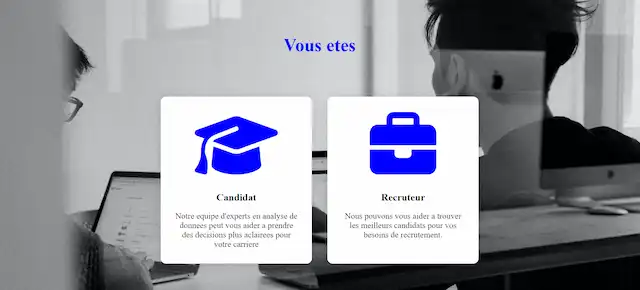 Vous etes
Candidat
Notre equipe d'experts en analyse de
donnees peut vous aider a prendre
des decisions plus aclairees pour
votre carriere
Recruteur
Nous pouvons vous aider a trouver
les meilleurs candidats pour vos
besoins de recrutement.